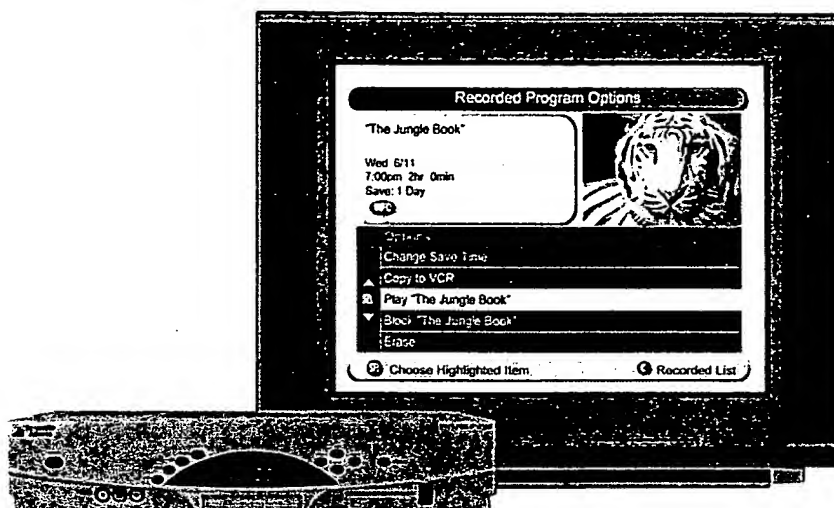 Recorded Program Options
"The Jungle Book"
Wed 6/11
7:00pm 2hr 0min
Save: 1 Day
Options
Change Save Time
Copy to VCR
Play "The Jungle Book"
Block "The Jungle Book"
Erase
Choose Highlighted Item
Recorded List